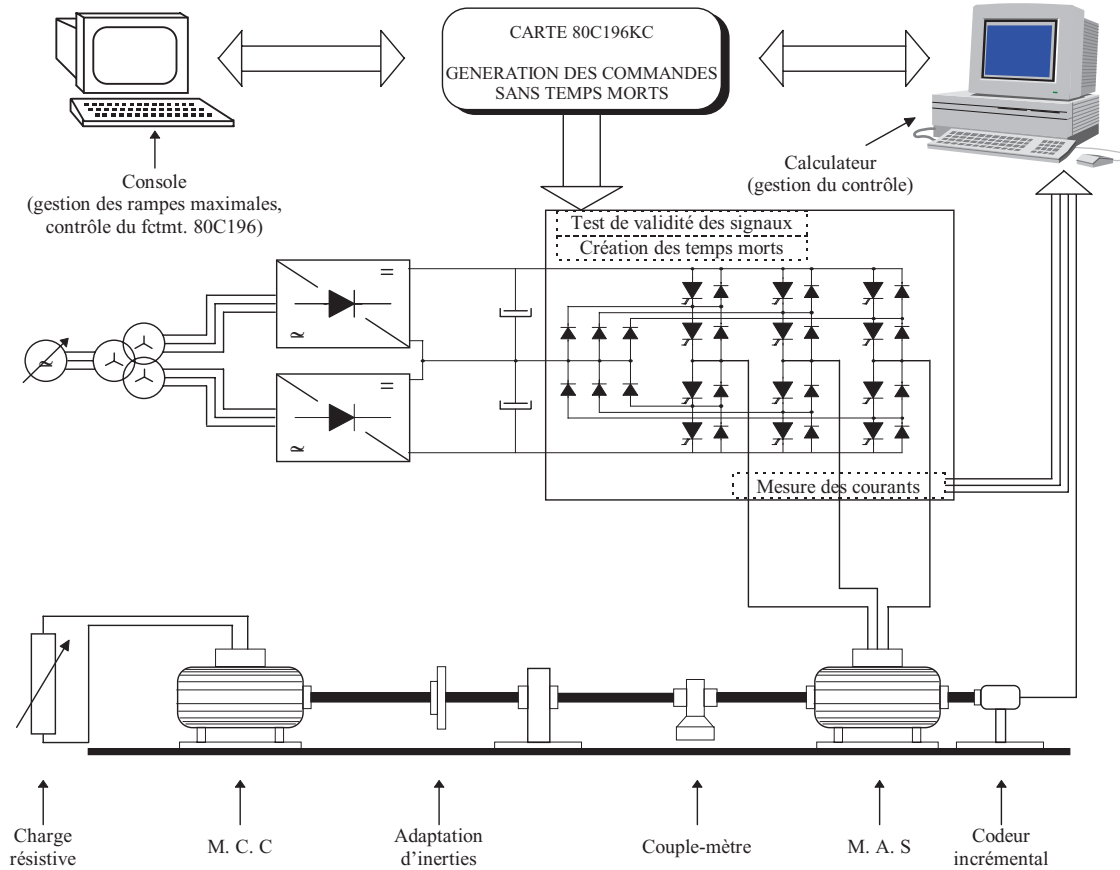 CARTE 80C196KC
GENERATION DES COMMANDES
SANS TEMPS MORTS
Console
(gestion des rampes maximales,
contrôle du fctmt. 80C196)
Calculateur
(gestion du contrôle)
Test de validité des signaux
Création des temps morts
Mesure des courants
Charge
résistive
M. C. C
Adaptation
d’inerties
Couple-mètre
M. A. S
Codeur
incrémental